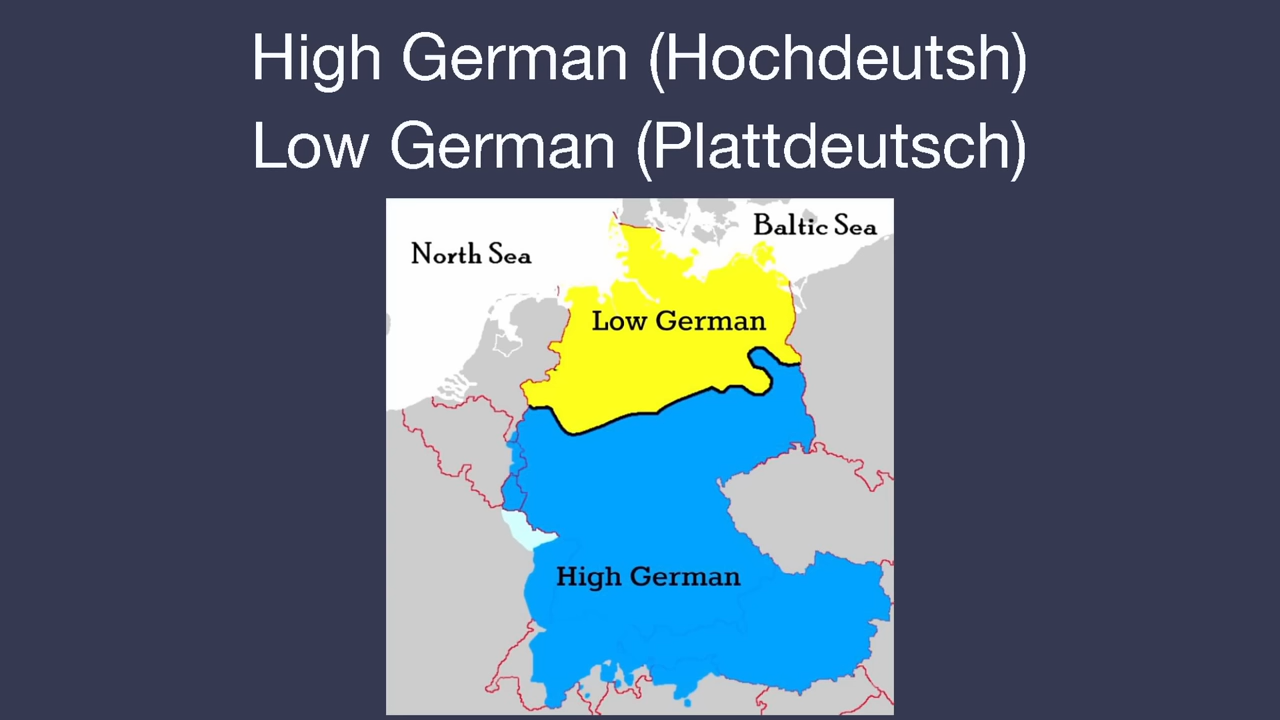 High German (Hochdeutsh)
Low German (Plattdeutsch)
Baltic Sea
North Sea
Low German
High German